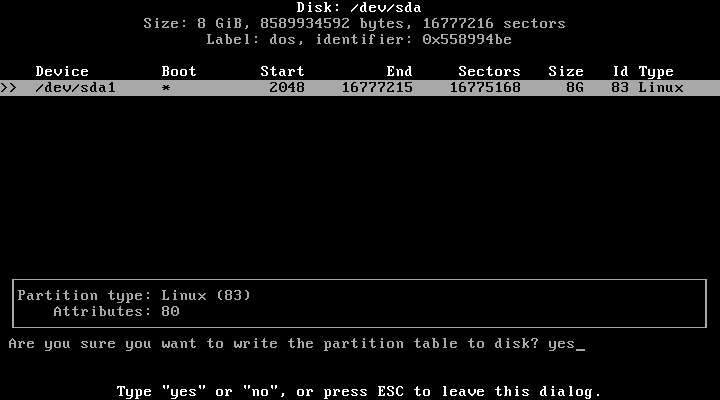 Disk: /dev/sda
Size: 8 GiB, 8589934592 bytes, 16777216 sectors
Label: dos, identifier: 0x558994be
Device Boot Start End Sectors Size Id Type
>> /dev/sda1 * 2048 16777215 16775168 8G 83 Linux
Partition type: Linux (83)
Attributes: 80
Are you sure you want to write the partition table to disk? yes_
Type "yes" or "no", or press ESC to leave this dialog.